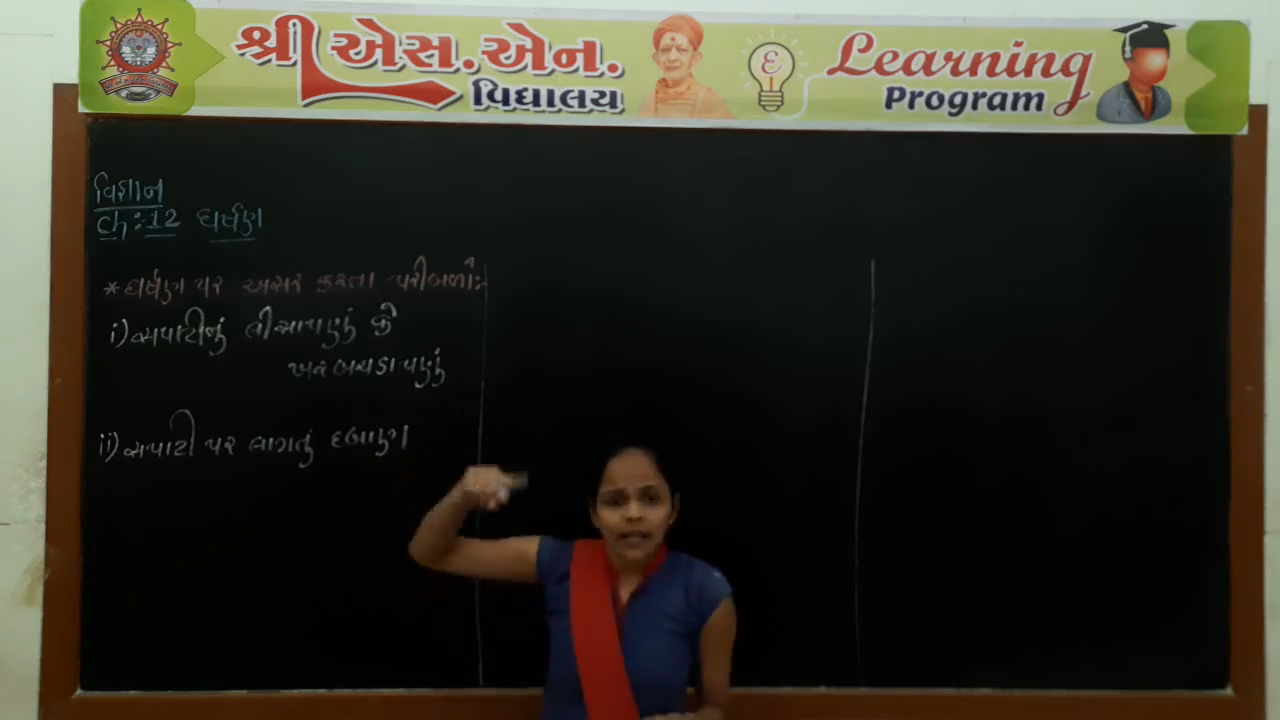 શ્રી એસ.એન.
વિદ્યાલય
Learning
Program
વિજ્ઞાન
ch:-12 ઘર્ષણ
* ઘર્ષણ પર અસર કરતા પરીબળોઃ-
i) સપાટીનું લીસાપણું કે
ખરબચડાપણું
ii) સપાટી પર લાગતું દબાણ